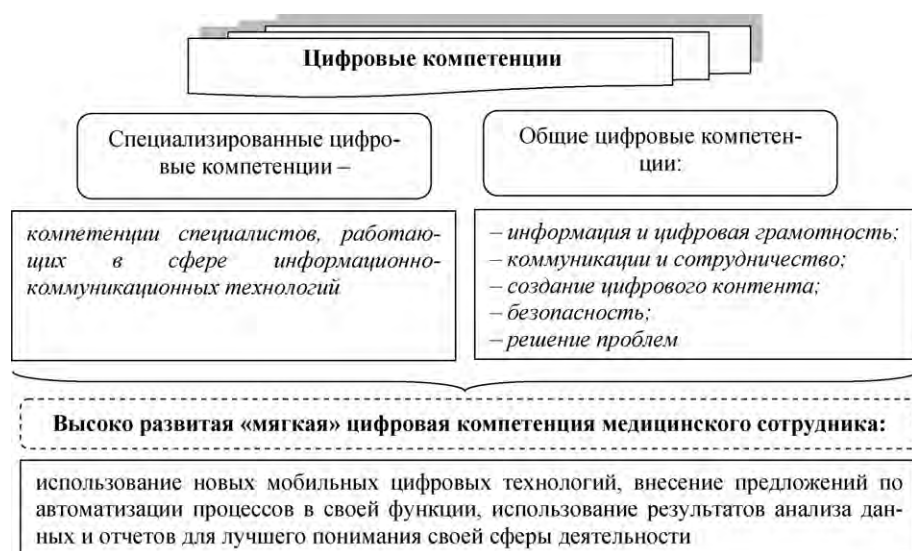 Цифровые компетенции
Специализированные цифро-
вые компетенции –
Общие цифровые компетен-
ции:
компетенции специалистов, работаю-
щих в сфере информационно-
коммуникационных технологий
– информация и цифровая грамотность;
– коммуникации и сотрудничество;
– создание цифрового контента;
– безопасность;
– решение проблем
Высоко развитая «мягкая» цифровая компетенция медицинского сотрудника:
использование новых мобильных цифровых технологий, внесение предложений по
автоматизации процессов в своей функции, использование результатов анализа дан-
ных и отчетов для лучшего понимания своей сферы деятельности